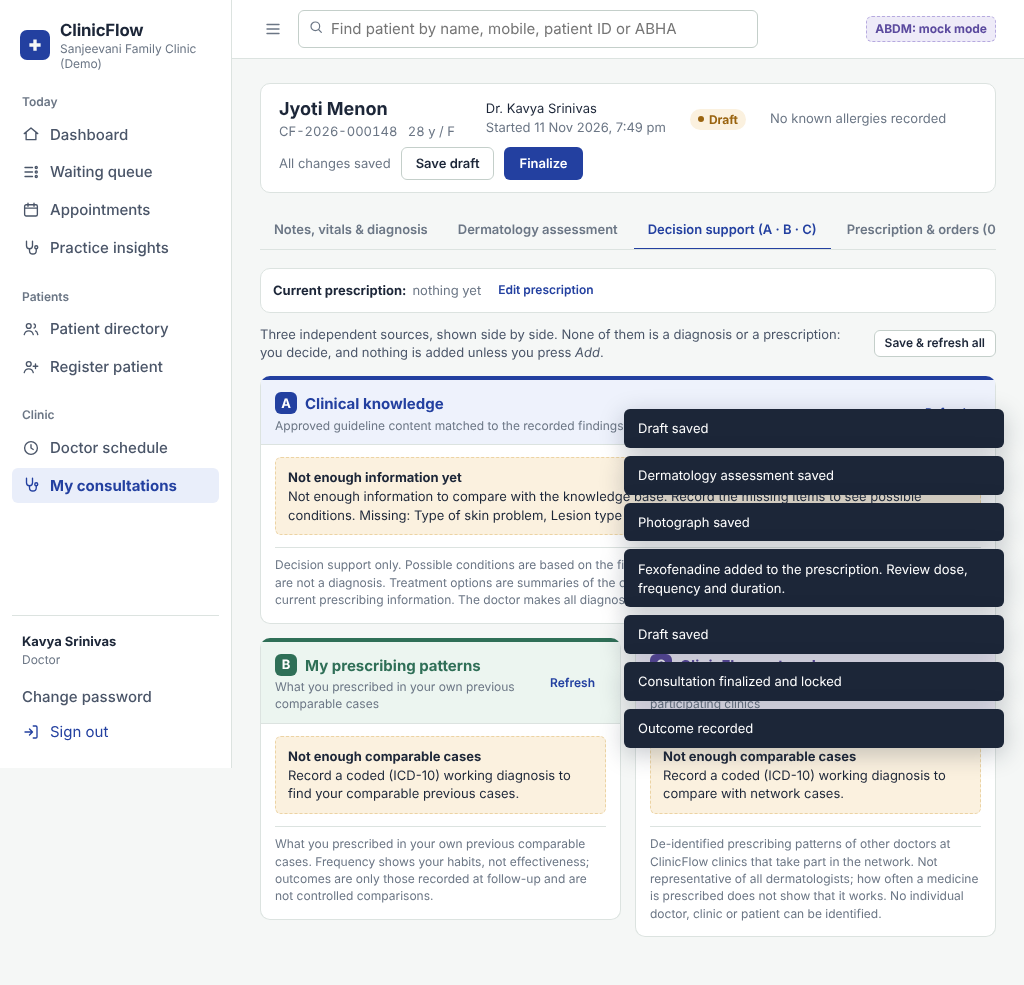 ClinicFlow
Sanjeevani Family Clinic
(Demo)
Today
Dashboard
Waiting queue
Appointments
Practice insights
Patients
Patient directory
Register patient
Clinic
Doctor schedule
My consultations
Kavya Srinivas
Doctor
Change password
Sign out
Find patient by name, mobile, patient ID or ABHA
ABDM: mock mode
Jyoti Menon
CF-2026-000148 28 y / F
Dr. Kavya Srinivas
Started 11 Nov 2026, 7:49 pm
Draft
No known allergies recorded
All changes saved
Save draft
Finalize
Notes, vitals & diagnosis
Dermatology assessment
Decision support (A · B · C)
Prescription & orders (0
Current prescription: nothing yet Edit prescription
Three independent sources, shown side by side. None of them is a diagnosis or a prescription:
you decide, and nothing is added unless you press Add.
Save & refresh all
A Clinical knowledge
Approved guideline content matched to the recorded findings
Not enough information yet
Not enough information to compare with the knowledge base. Record the missing items to see possible
conditions. Missing: Type of skin problem, Lesion type
Decision support only. Possible conditions are based on the
are not a diagnosis. Treatment options are summaries of the
current prescribing information. The doctor makes all
Draft saved
Dermatology assessment saved
Photograph saved
Fexofenadine added to the prescription. Review dose,
frequency and duration.
Draft saved
Consultation finalized and locked
Outcome recorded
B My prescribing patterns
What you prescribed in your own previous
comparable cases
Refresh
Not enough comparable cases
Record a coded (ICD-10) working diagnosis to
find your comparable previous cases.
What you prescribed in your own previous comparable
cases. Frequency shows your habits, not effectiveness;
outcomes are only those recorded at follow-up and are
not controlled comparisons.
participating clinics
Not enough comparable cases
Record a coded (ICD-10) working diagnosis to
compare with network cases.
De-identified prescribing patterns of other doctors at
ClinicFlow clinics that take part in the network. Not
representative of all dermatologists; how often a medicine
is prescribed does not show that it works. No individual
doctor, clinic or patient can be identified.